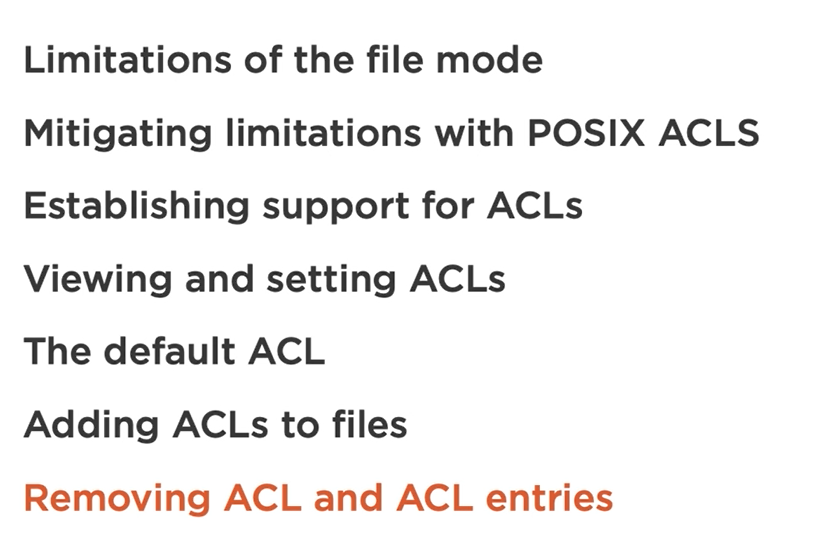 Limitations of the file mode
Mitigating limitations with POSIX ACLS
Establishing support for ACLs
Viewing and setting ACLs
The default ACL
Adding ACLs to files
Removing ACL and ACL entries